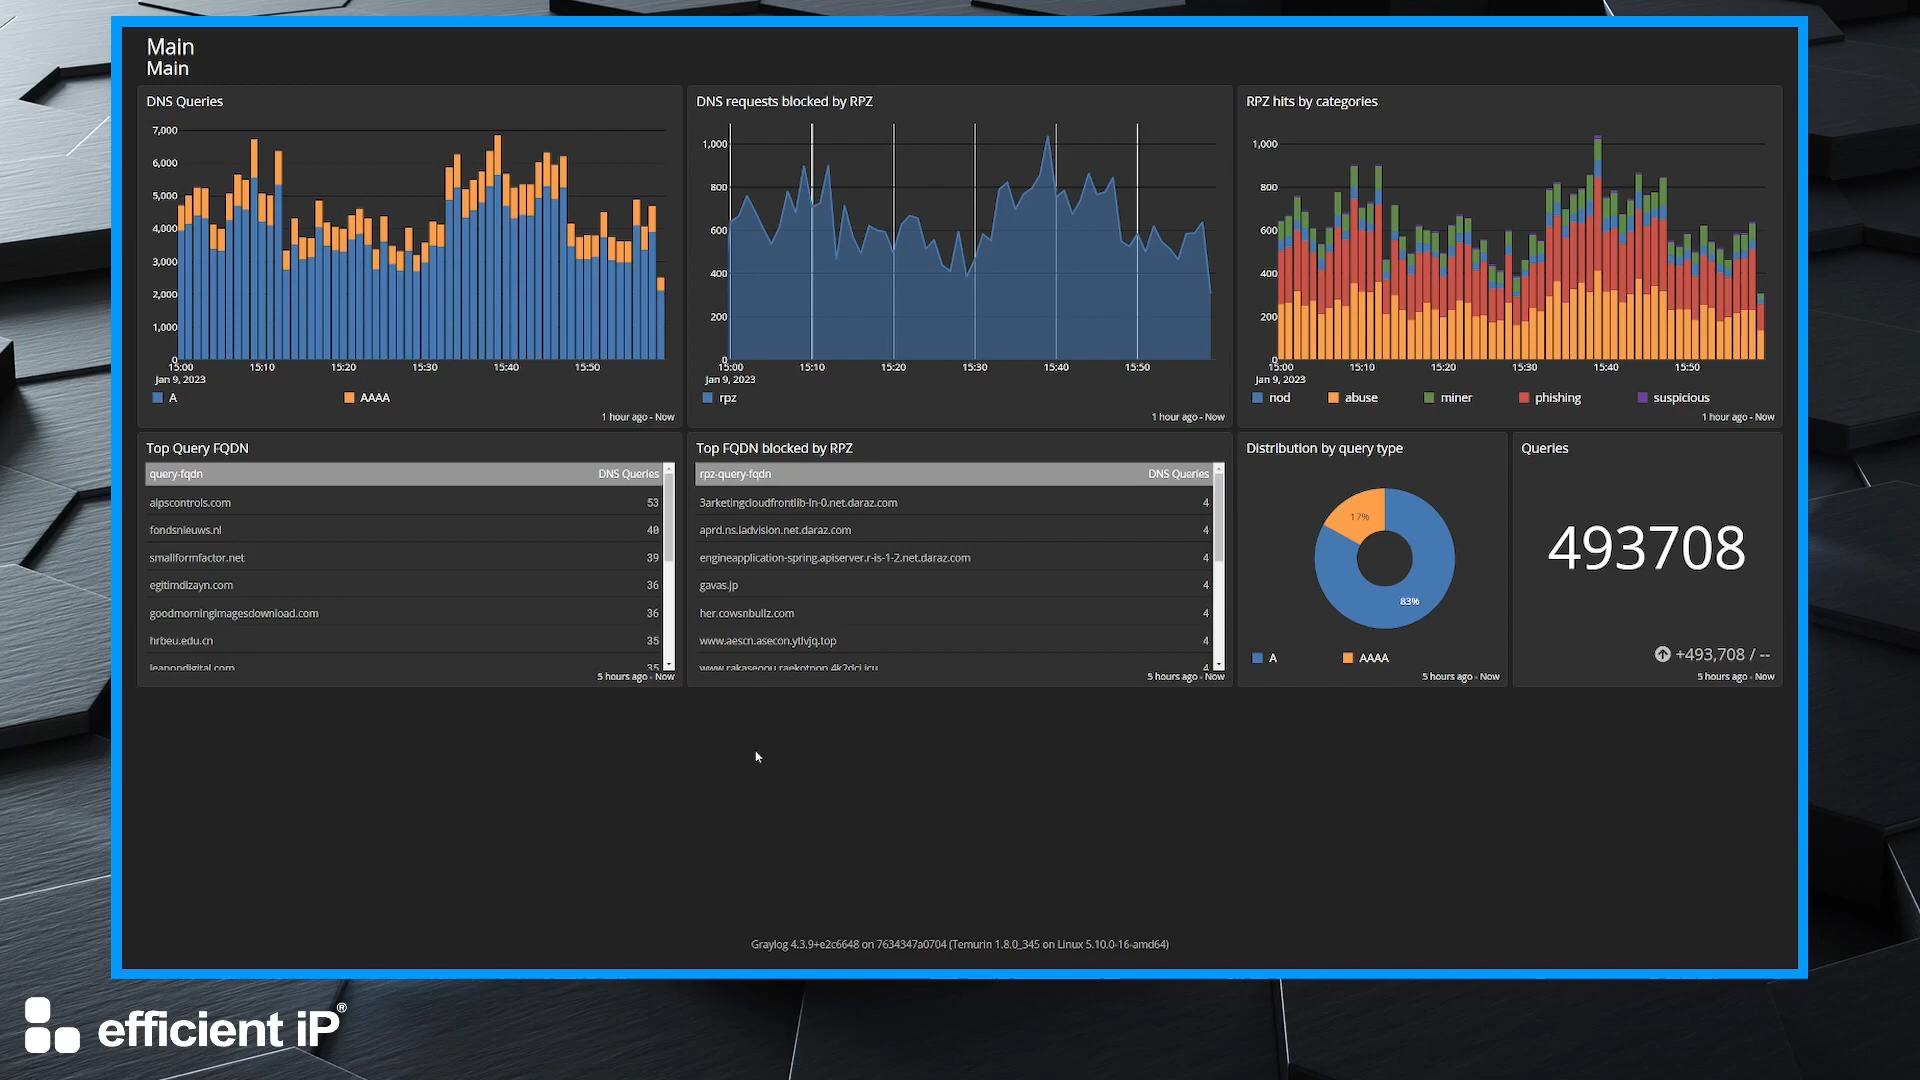 Main
Main
DNS Queries
7,000
6,000
5,000
4,000
3,000
2,000
1,000
0
15:00 15:10 15:20 15:30 15:40 15:50
Jan 9, 2023
A AAAA
1 hour ago - Now
DNS requests blocked by RPZ
1,000
800
600
400
200
0
15:00 15:10 15:20 15:30 15:40 15:50
Jan 9, 2023
rpz
1 hour ago - Now
RPZ hits by categories
1,000
800
600
400
200
0
15:00 15:10 15:20 15:30 15:40 15:50
Jan 9, 2023
nod abuse miner phishing suspicious
1 hour ago - Now
Top Query FQDN
query-fqdn DNS Queries
alpscontrols.com 53
fondsnieuws.nl 40
smallformfactor.net 39
egitimdizayn.com 36
goodmorningimagesdownload.com 36
hrbeu.edu.cn 35
leapondigital.com 35
5 hours ago - Now
Top FQDN blocked by RPZ
rpz-query-fqdn DNS Queries
3arketingcloudfrontlib-ln-0.net.daraz.com 4
aprd.ns.iadvision.net.daraz.com 4
engineapplication-spring.apiserver.r-is-1-2.net.daraz.com 4
gavas.jp 4
her.cowsnbullz.com 4
www.aescn.asecon.ytlvjq.top 4
4
5 hours ago - Now
Distribution by query type
17%
83%
A AAAA
5 hours ago - Now
Queries
493708
+493,708 / --
5 hours ago - Now
Graylog 4.3.9+e2c6648 on 7634347a0704 (Temurin 1.8.0_345 on Linux 5.10.0-16-amd64)
efficient iP®